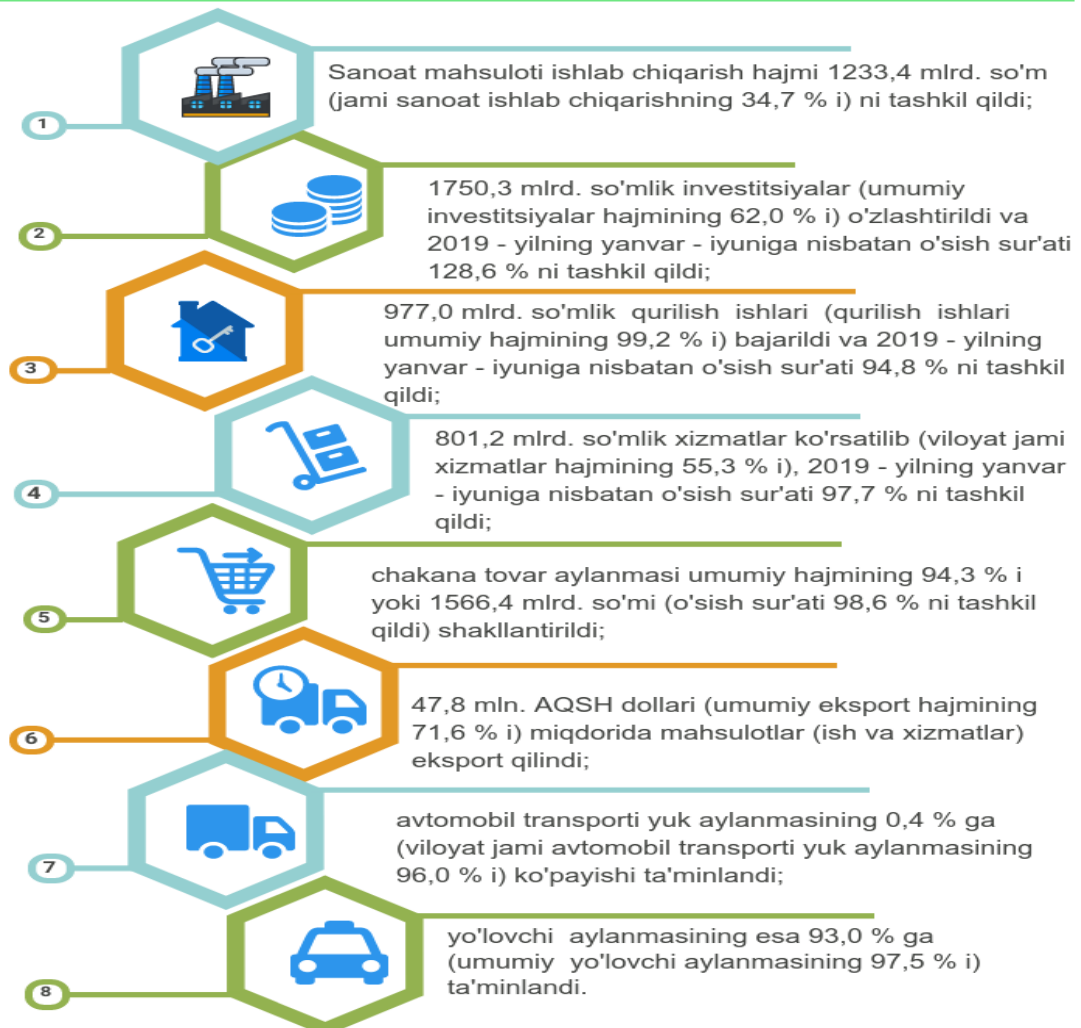 1
Sanoat mahsuloti ishlab chiqarish hajmi 1233,4 mlrd. so'm
(jami sanoat ishlab chiqarishning 34,7 % i) ni tashkil qildi;
2
1750,3 mlrd. so'mlik investitsiyalar (umumiy
investitsiyalar hajmining 62,0 % i) o'zlashtirildi va
2019 - yilning yanvar - iyuniga nisbatan o'sish sur'ati
128,6 % ni tashkil qildi;
3
977,0 mlrd. so'mlik qurilish ishlari (qurilish ishlari
umumiy hajmining 99,2 % i) bajarildi va 2019 - yilning
yanvar - iyuniga nisbatan o'sish sur'ati 94,8 % ni tashkil
qildi;
4
801,2 mlrd. so'mlik xizmatlar ko'rsatilib (viloyat jami
xizmatlar hajmining 55,3 % i), 2019 - yilning yanvar
- iyuniga nisbatan o'sish sur'ati 97,7 % ni tashkil
qildi;
5
chakana tovar aylanmasi umumiy hajmining 94,3 % i
yoki 1566,4 mlrd. so'mi (o'sish sur'ati 98,6 % ni tashkil
qildi) shakllantirildi;
6
47,8 mln. AQSH dollari (umumiy eksport hajmining
71,6 % i) miqdorida mahsulotlar (ish va xizmatlar)
eksport qilindi;
7
avtomobil transporti yuk aylanmasining 0,4 % ga
(viloyat jami avtomobil transporti yuk aylanmasining
96,0 % i) ko'payishi ta'minlandi;
8
yo'lovchi aylanmasining esa 93,0 % ga
(umumiy yo'lovchi aylanmasining 97,5 % i)
ta'minlandi.